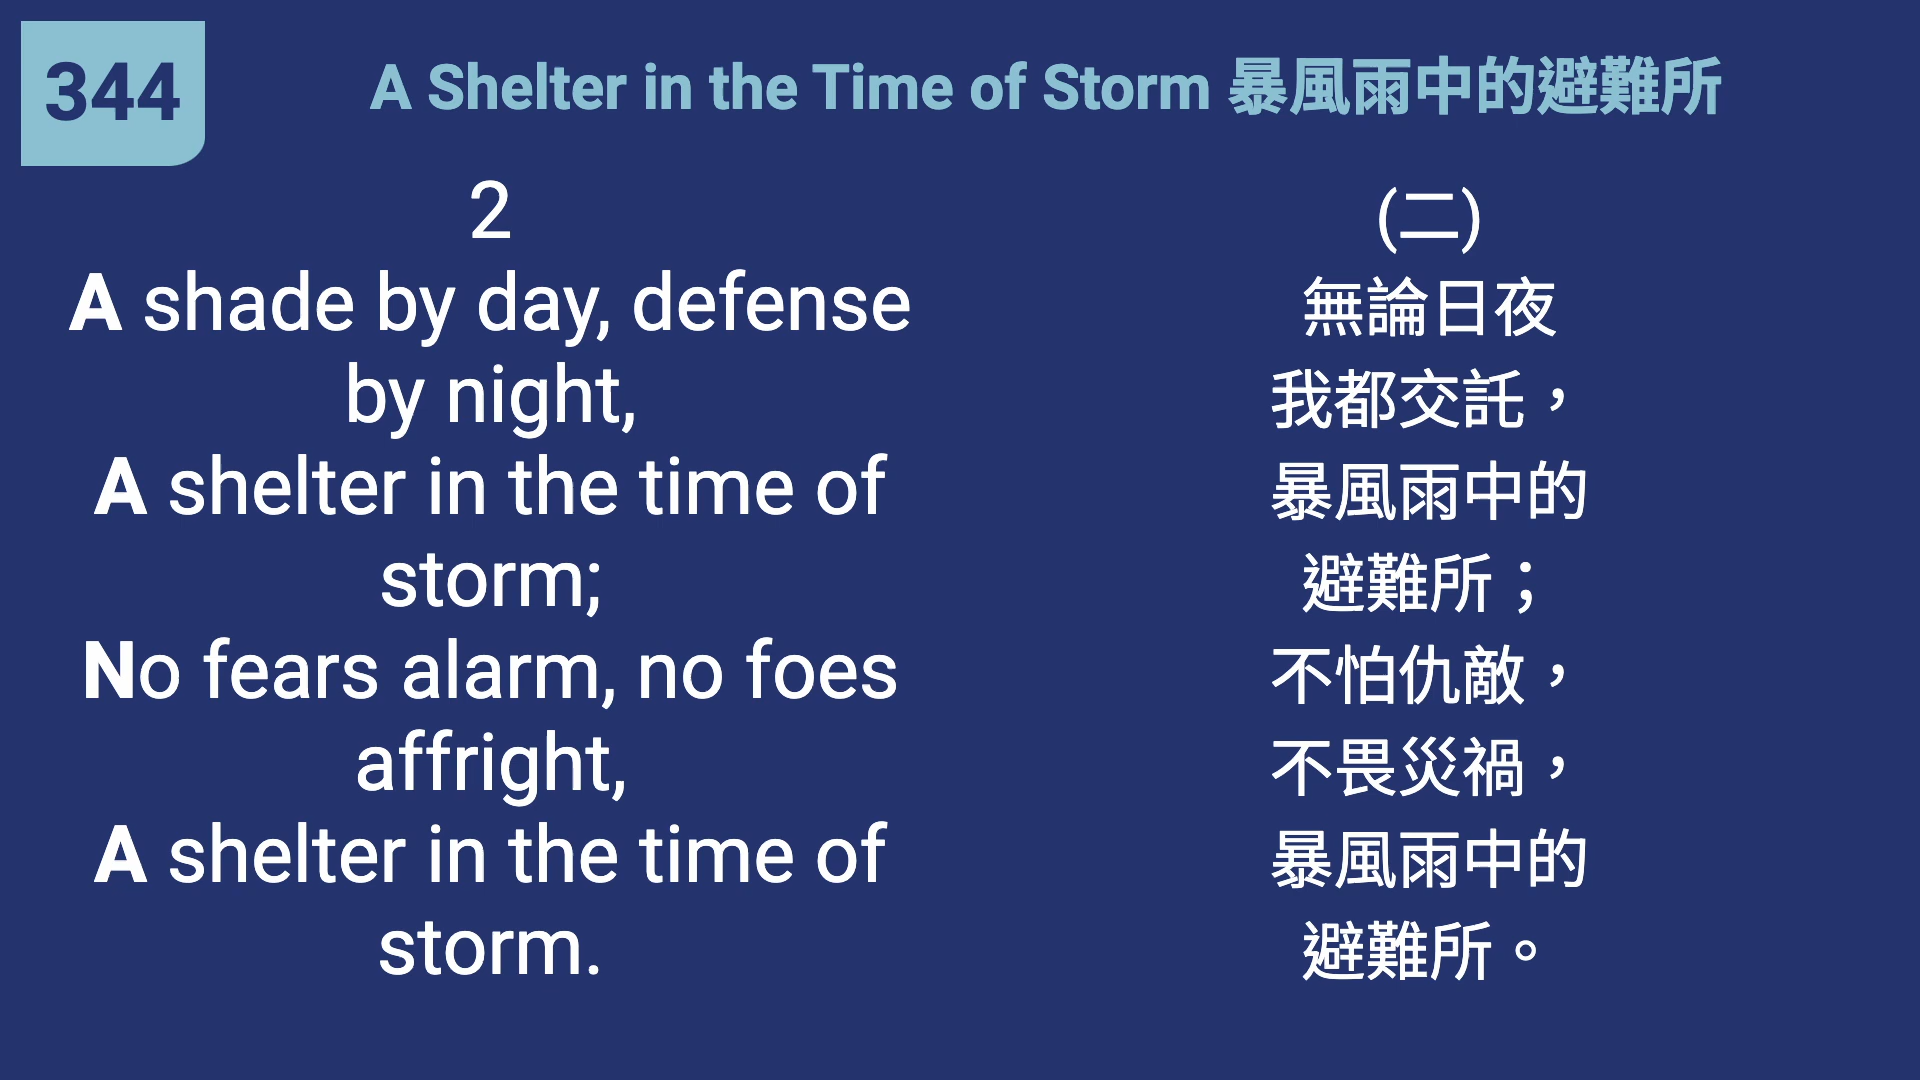 344
A Shelter in the Time of Storm 暴風雨中的避難所
2
A shade by day, defense
by night,
A shelter in the time of
storm;
No fears alarm, no foes
affright,
A shelter in the time of
storm.
(二)
無論日夜
我都交託，
暴風雨中的
避難所；
不怕仇敵，
不畏災禍，
暴風雨中的
避難所。